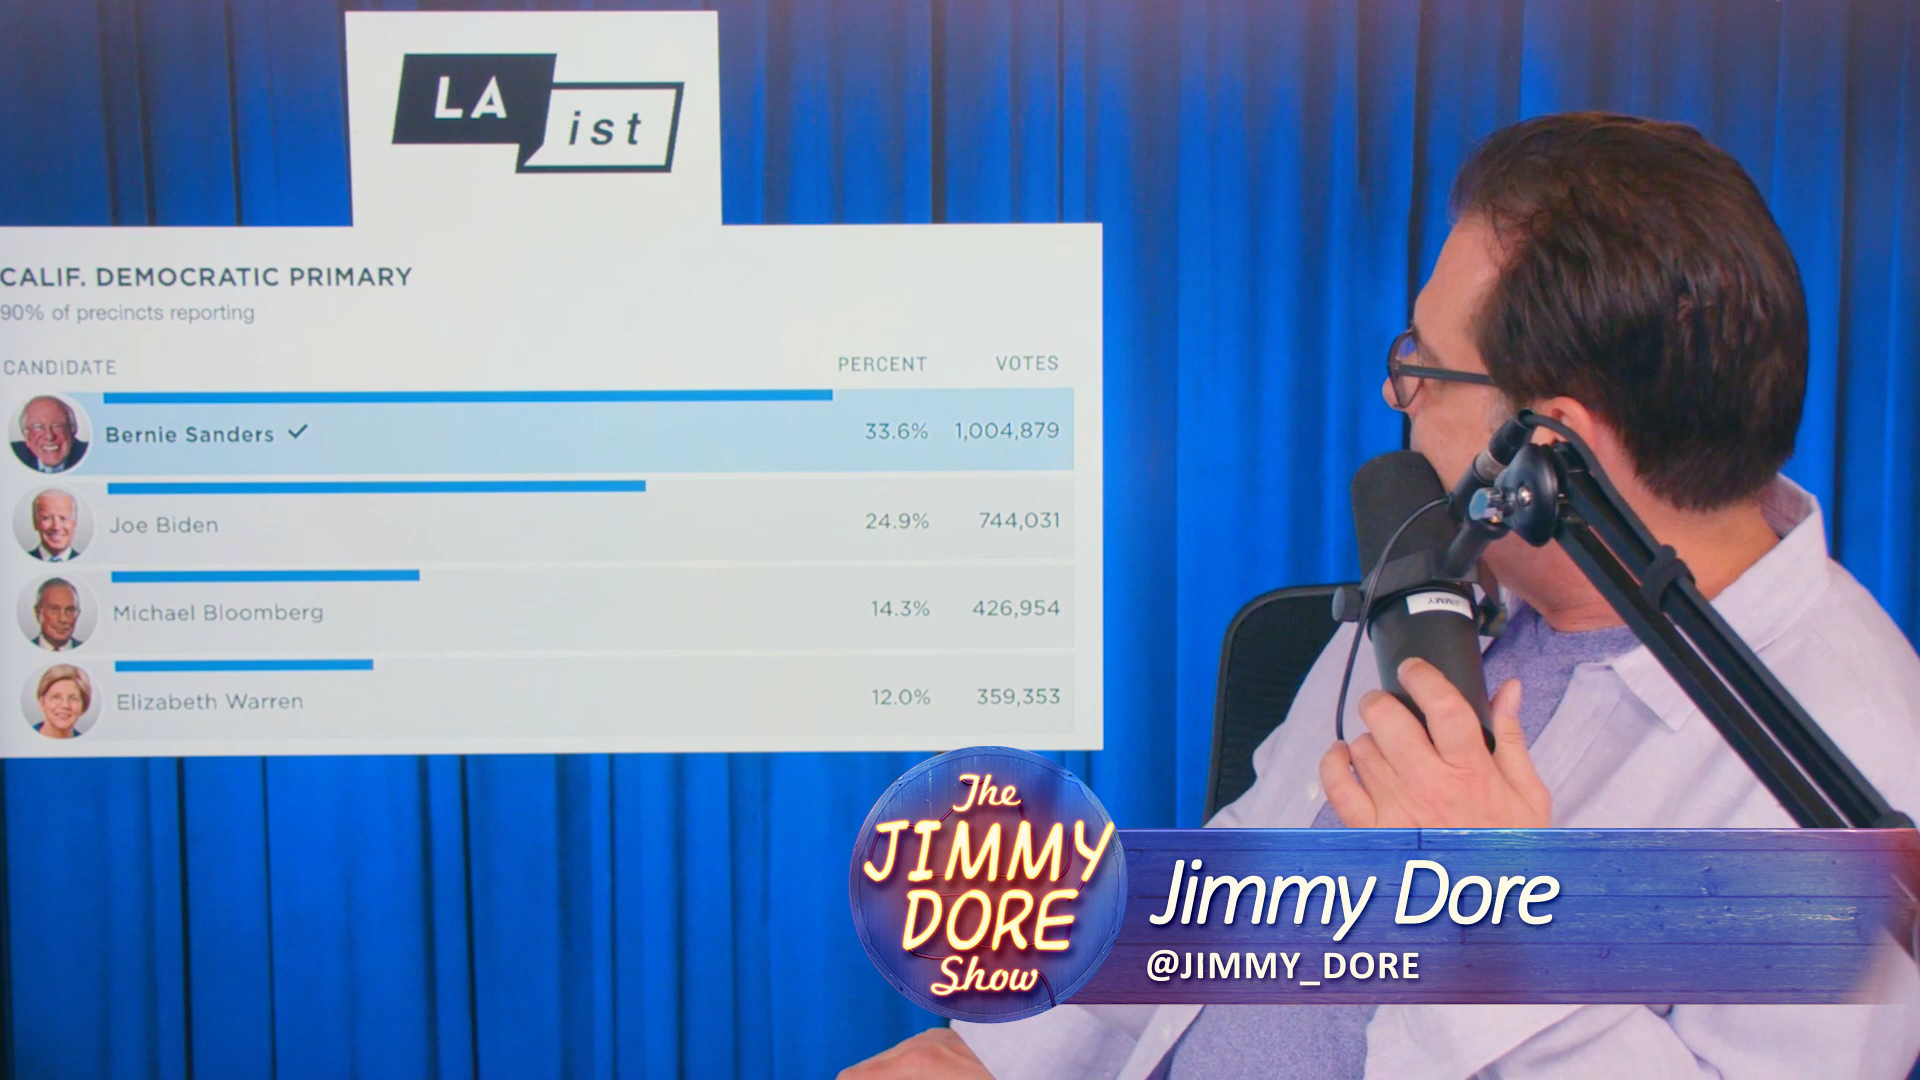 LA
ist
CALIF. DEMOCRATIC PRIMARY
90% of precincts reporting
CANDIDATE PERCENT VOTES
Bernie Sanders ✓ 33.6% 1,004,879
Joe Biden 24.9% 744,031
Michael Bloomberg 14.3% 426,954
Elizabeth Warren 12.0% 359,353
JIMMY
The
JIMMY
DORE
Show
Jimmy Dore
@JIMMY_DORE